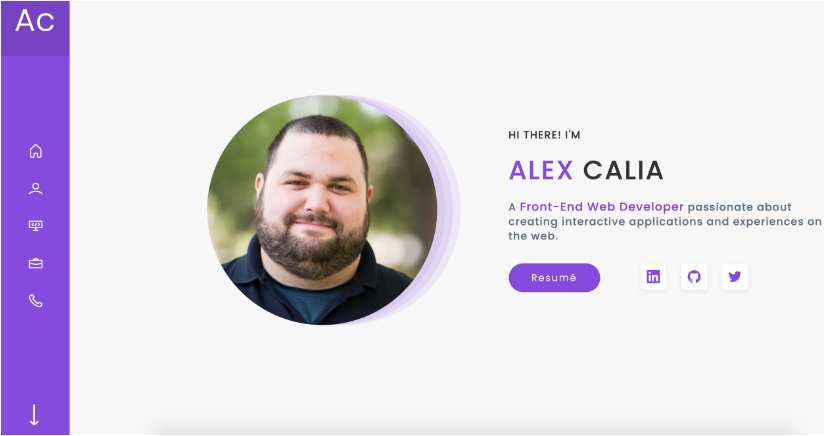 Ac
HI THERE! I'M
ALEX CALIA
A Front-End Web Developer passionate about
creating interactive applications and experiences on
the web.
Resumé